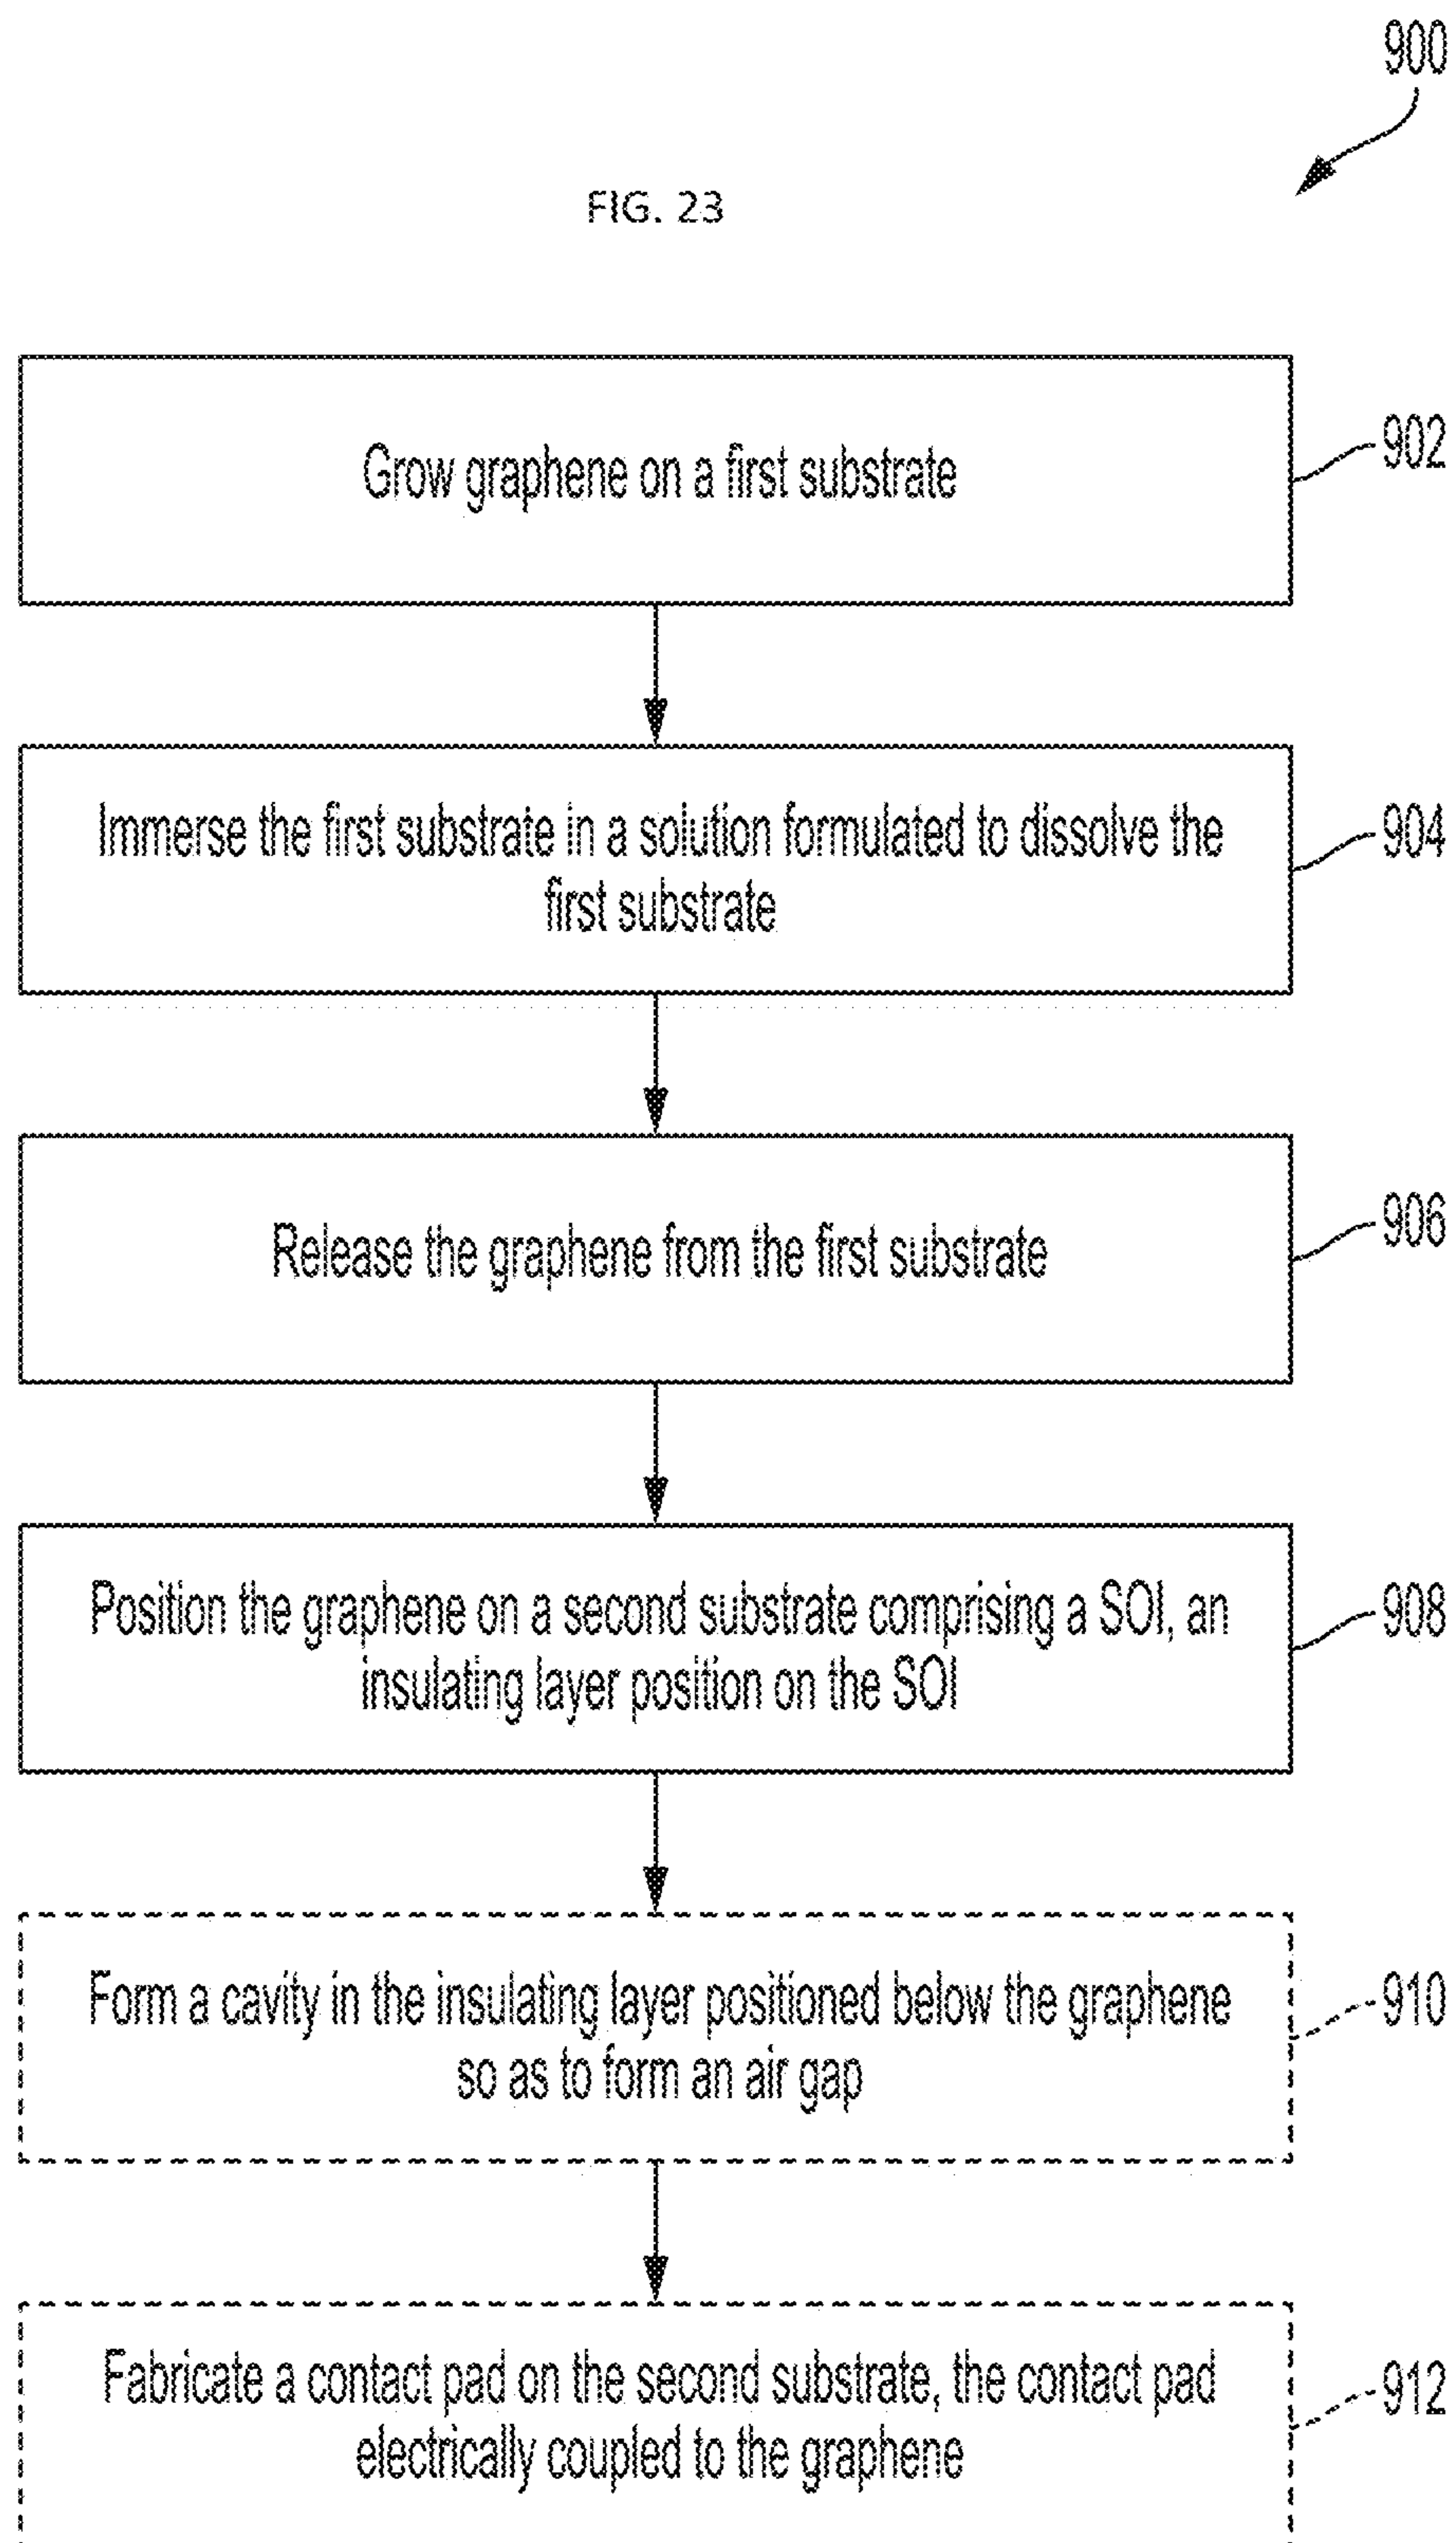 900
FIG. 23
Grow graphene on a first substrate
902
Immerse the first substrate in a solution formulated to dissolve the
first substrate
904
Release the graphene from the first substrate
906
Position the graphene on a second substrate comprising a SOI, an
insulating layer position on the SOI
908
Form a cavity in the insulating layer positioned below the graphene
so as to form an air gap
910
Fabricate a contact pad on the second substrate, the contact pad
electrically coupled to the graphene
912